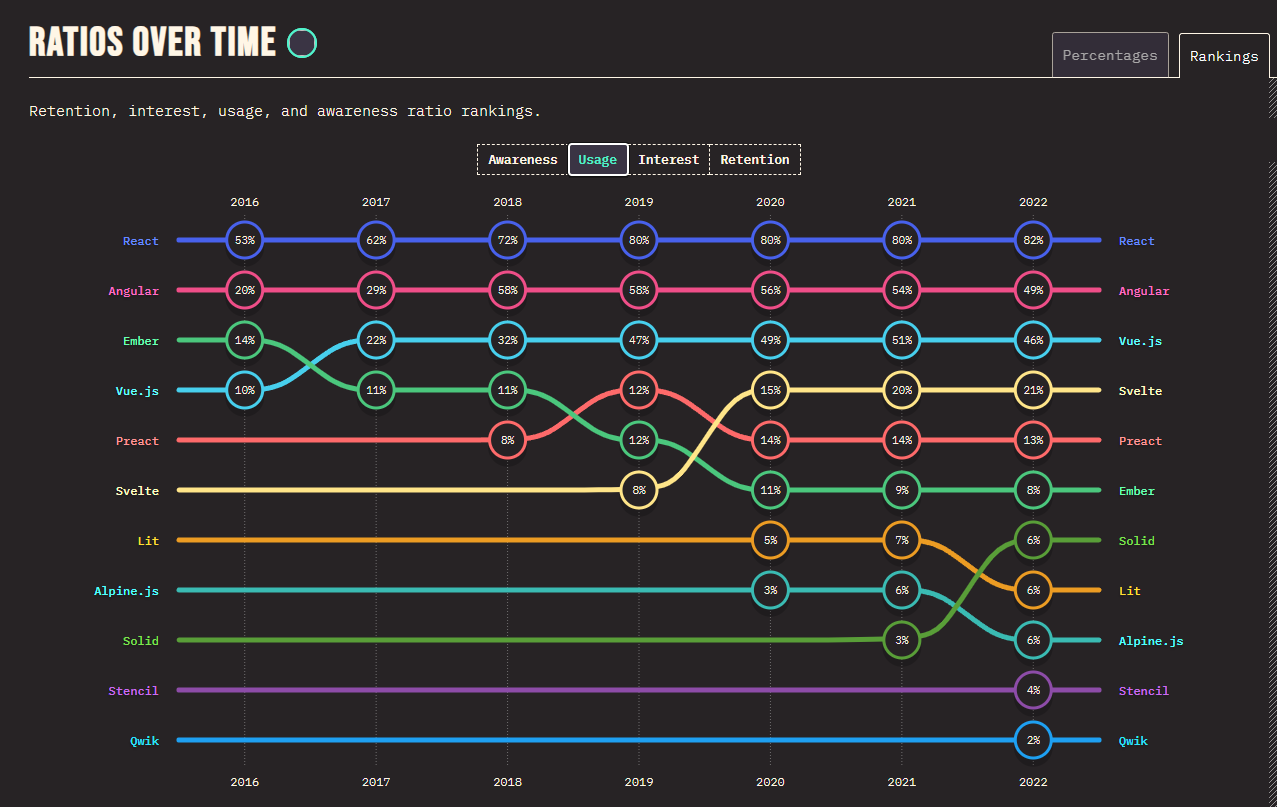 RATIOS OVER TIME
Percentages Rankings
Retention, interest, usage, and awareness ratio rankings.
Awareness Usage Interest Retention
2016 2017 2018 2019 2020 2021 2022
React 53% 62% 72% 80% 80% 80% 82% React
Angular 20% 29% 58% 58% 56% 54% 49% Angular
Ember 14% 22% 32% 47% 49% 51% 46% Vue.js
Vue.js 10% 11% 11% 12% 15% 20% 21% Svelte
Preact 8% 12% 14% 14% 13% Preact
Svelte 8% 11% 9% 8% Ember
Lit 5% 7% 6% Solid
Alpine.js 3% 6% 6% Lit
Solid 3% 6% Alpine.js
Stencil 4% Stencil
Qwik 2% Qwik
2016 2017 2018 2019 2020 2021 2022